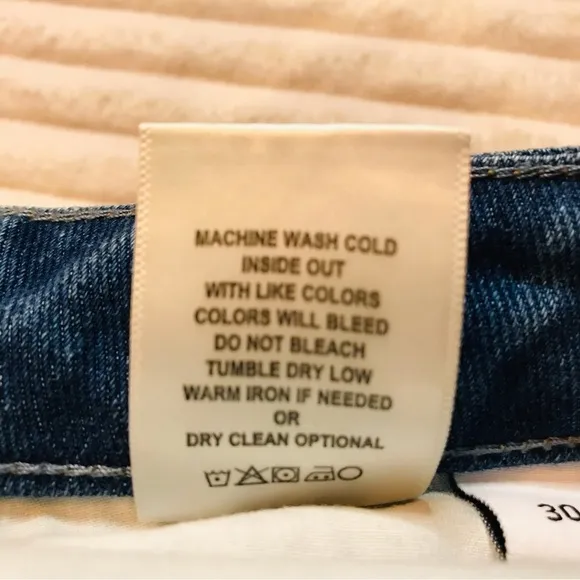 MACHINE WASH COLD
INSIDE OUT
WITH LIKE COLORS
COLORS WILL BLEED
DO NOT BLEACH
TUMBLE DRY LOW
WARM IRON IF NEEDED
OR
DRY CLEAN OPTIONAL
30